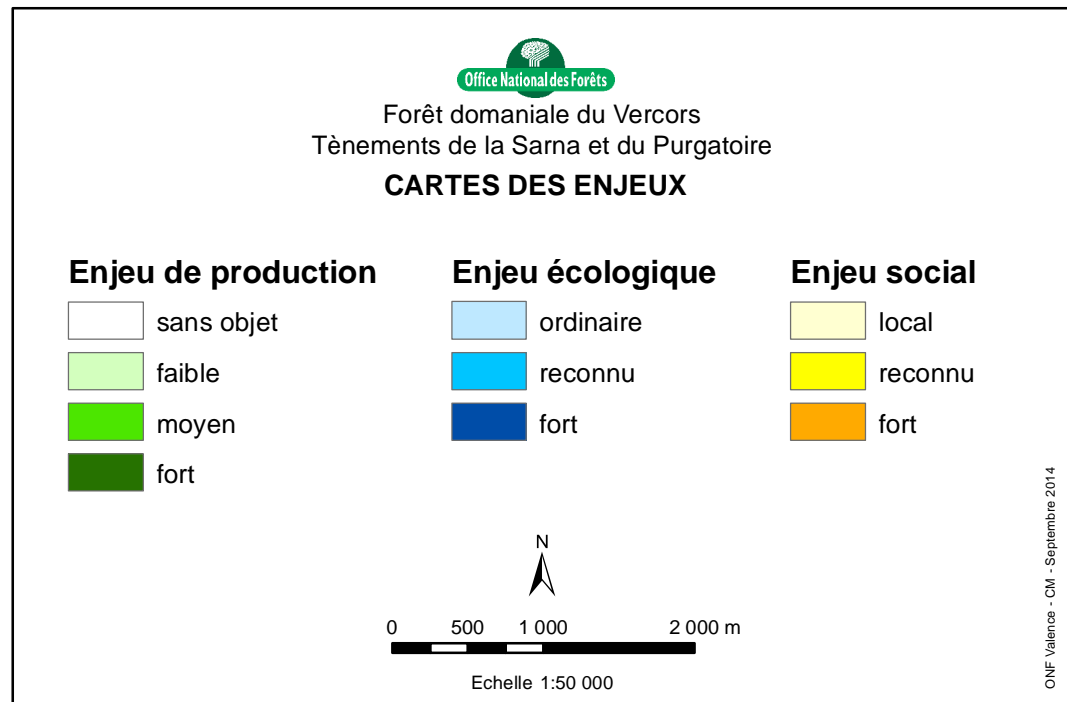 Office National des Forêts
Forêt domaniale du Vercors
Tènements de la Sarna et du Purgatoire
CARTES DES ENJEUX
Enjeu de production
sans objet
faible
moyen
fort
Enjeu écologique
ordinaire
reconnu
fort
Enjeu social
local
reconnu
fort
N
0 500 1 000 2 000 m
Echelle 1:50 000
ONF Valence - CM - Septembre 2014